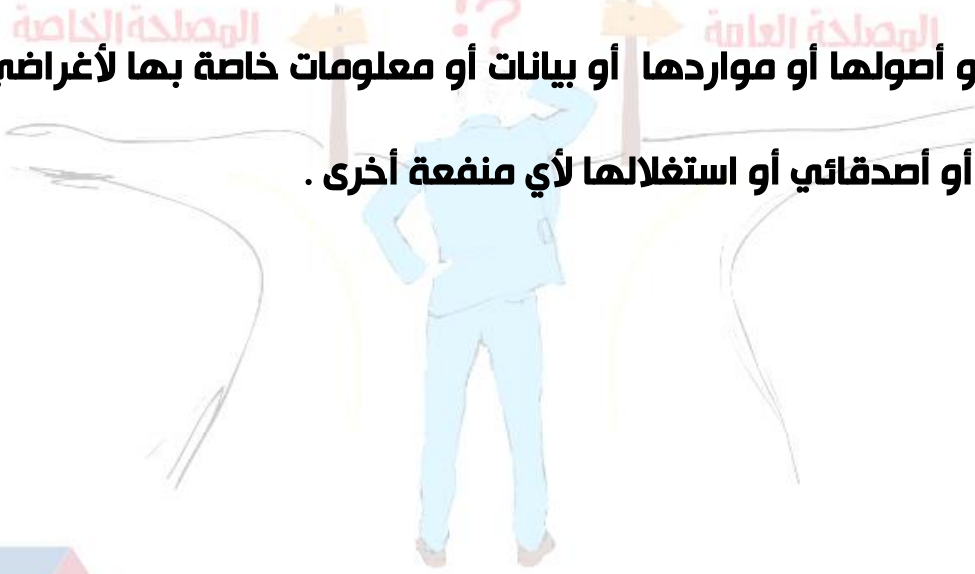 المصلحة العامة
؟!
المصلحة الخاصة
و أصولها أو مواردها أو بيانات أو معلومات خاصة بها لأغراضي
أو أصدقائي أو استغلالها لأي منفعة أخرى .